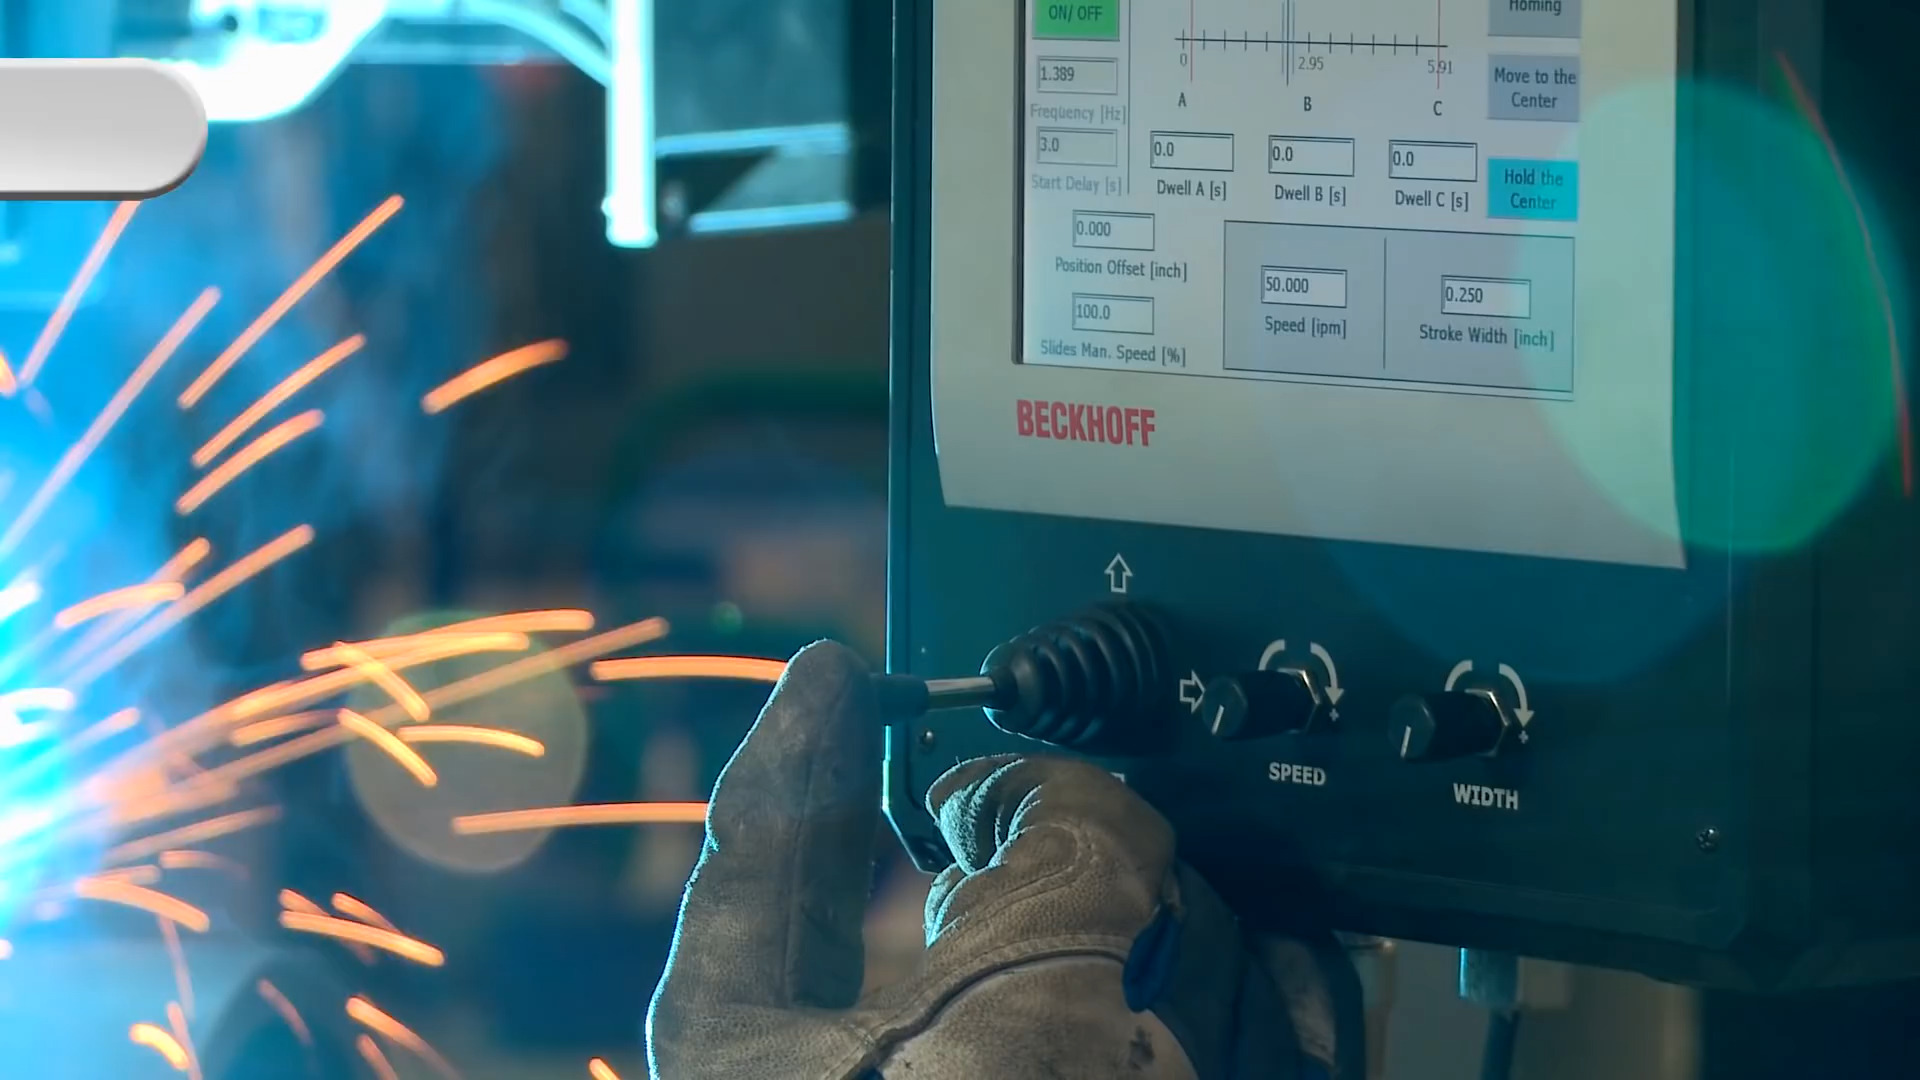 ON/ OFF
Homing
1.389
Frequency [Hz]
0
2.95
5.91
A
B
C
Move to the
Center
3.0
Start Delay [s]
0.0
Dwell A [s]
0.0
Dwell B [s]
0.0
Dwell C [s]
Hold the
Center
0.000
Position Offset [inch]
50.000
Speed [ipm]
0.250
Stroke Width [inch]
100.0
Slides Man. Speed [%]
BECKHOFF
+
+
SPEED
WIDTH